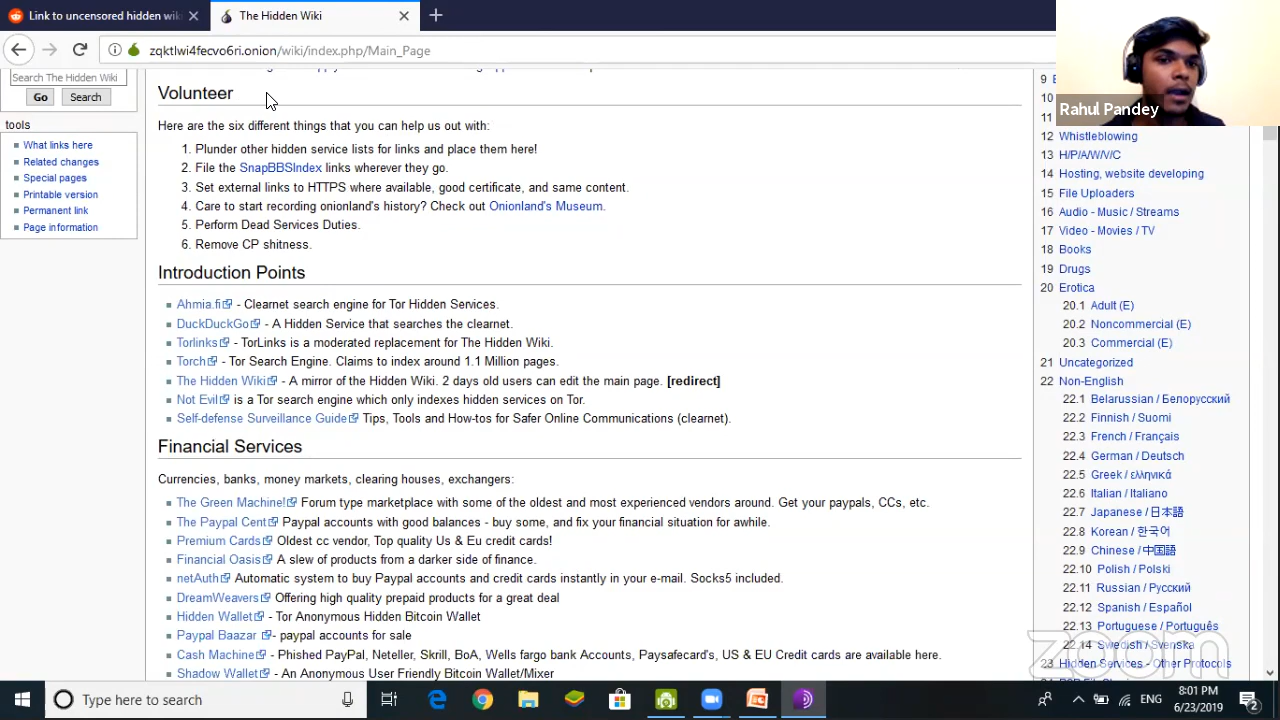 Link to uncensored hidden wiki
The Hidden Wiki
zqktlwi4fecvo6ri.onion/wiki/index.php/Main_Page
Rahul Pandey
Search The Hidden Wiki
Go
Search
tools
What links here
Related changes
Special pages
Printable version
Permanent link
Page information
Volunteer
Here are the six different things that you can help us out with:
1. Plunder other hidden service lists for links and place them here!
2. File the SnapBBSIndex links wherever they go.
3. Set external links to HTTPS where available, good certificate, and same content.
4. Care to start recording onionland's history? Check out Onionland's Museum.
5. Perform Dead Services Duties.
6. Remove CP shitness.
Introduction Points
Ahmia.fi - Clearnet search engine for Tor Hidden Services.
DuckDuckGo - A Hidden Service that searches the clearnet.
Torlinks - TorLinks is a moderated replacement for The Hidden Wiki.
Torch - Tor Search Engine. Claims to index around 1.1 Million pages.
The Hidden Wiki - A mirror of the Hidden Wiki. 2 days old users can edit the main page. [redirect]
Not Evil is a Tor search engine which only indexes hidden services on Tor.
Self-defense Surveillance Guide Tips, Tools and How-tos for Safer Online Communications (clearnet).
Financial Services
Currencies, banks, money markets, clearing houses, exchangers:
The Green Machine! Forum type marketplace with some of the oldest and most experienced vendors around. Get your paypals, CCs, etc.
The Paypal Cent Paypal accounts with good balances - buy some, and fix your financial situation for awhile.
Premium Cards Oldest cc vendor, Top quality Us & Eu credit cards!
Financial Oasis A slew of products from a darker side of finance.
netAuth Automatic system to buy Paypal accounts and credit cards instantly in your e-mail. Socks5 included.
DreamWeavers Offering high quality prepaid products for a great deal
Hidden Wallet - Tor Anonymous Hidden Bitcoin Wallet
Paypal Baazar - paypal accounts for sale
Cash Machine - Phished PayPal, Neteller, Skrill, BoA, Wells fargo bank Accounts, Paysafecard's, US & EU Credit cards are available here.
Shadow Wallet - An Anonymous User Friendly Bitcoin Wallet/Mixer
9
10
11
12 Whistleblowing
13 H/P/A/W/V/C
14 Hosting, website developing
15 File Uploaders
16 Audio - Music / Streams
17 Video - Movies / TV
18 Books
19 Drugs
20 Erotica
20.1 Adult (E)
20.2 Noncommercial (E)
20.3 Commercial (E)
21 Uncategorized
22 Non-English
22.1 Belarussian / Белорусский
22.2 Finnish / Suomi
22.3 French / Français
22.4 German / Deutsch
22.5 Greek / ελληνικά
22.6 Italian / Italiano
22.7 Japanese / 日本語
22.8 Korean / 한국어
22.9 Chinese / 中国語
22.10 Polish / Polski
22.11 Russian / Русский
22.12 Spanish / Español
22.13 Portuguese / Português
22.14 Swedish / Svenska
23 Hidden Services - Other Protocols
zoom
Type here to search
ENG
8:01 PM
6/23/2019
2